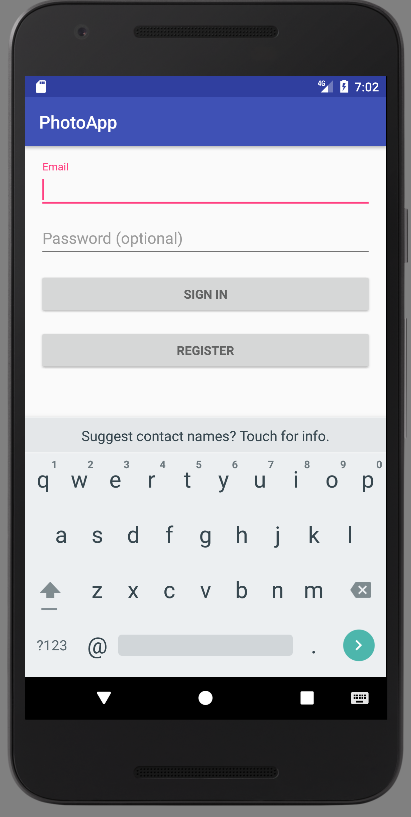 4G 7:02
PhotoApp
Email
Password (optional)
SIGN IN
REGISTER
Suggest contact names? Touch for info.
1 2 3 4 5 6 7 8 9 0
q w e r t y u i o p
a s d f g h j k l
z x c v b n m
?123 @ .